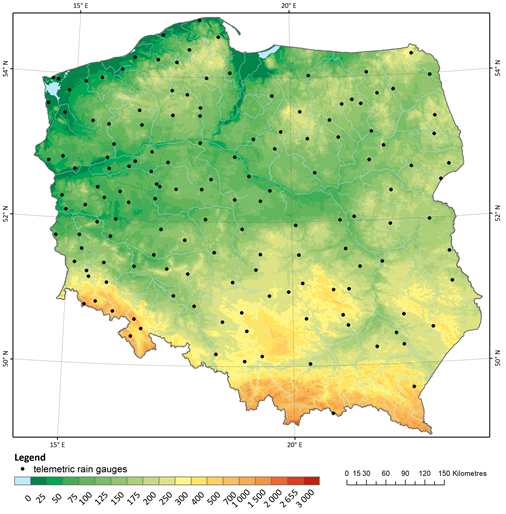 15° E 20° E
54° N 54° N
52° N 52° N
50° N 50° N
15° E 20° E
Legend
telemetric rain gauges
0 25 50 75 100 125 150 175 200 250 300 400 500 700 1 000 1 500 2 000 2 655 3 000
0 15 30 60 90 120 150 Kilometres